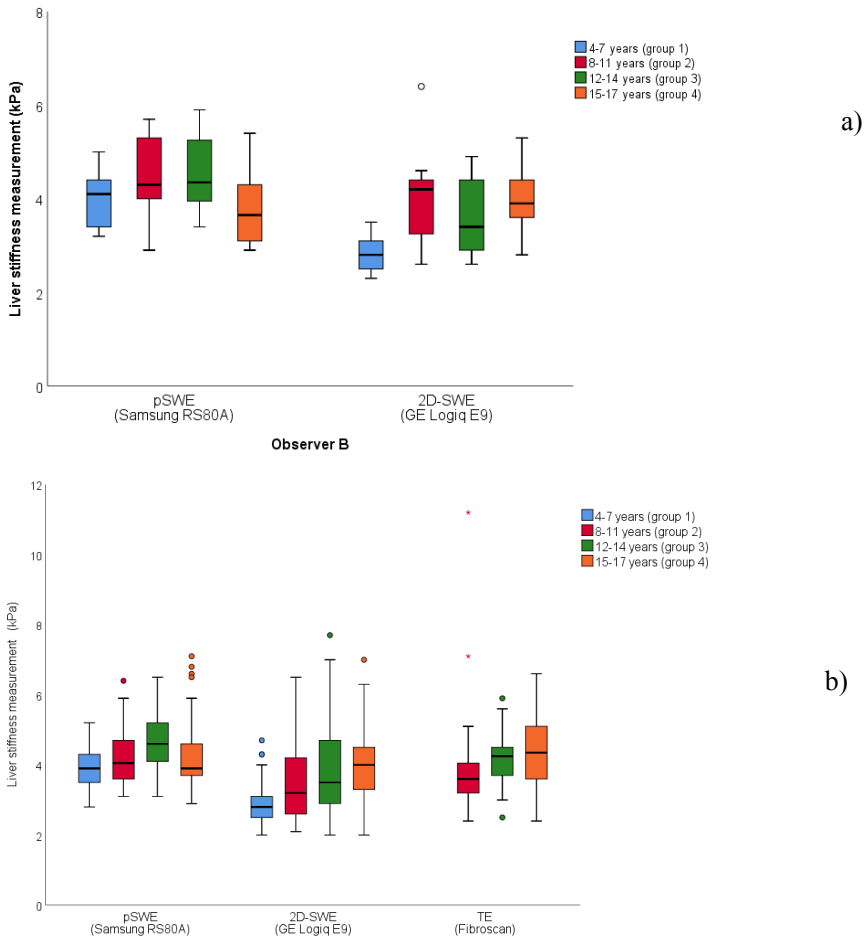 8
6
4
2
0
Liver stiffness measurement (kPa)
4-7 years (group 1)
8-11 years (group 2)
12-14 years (group 3)
15-17 years (group 4)
a)
pSWE
(Samsung RS80A)
2D-SWE
(GE Logiq E9)
Observer B
12
10
8
6
4
2
0
Liver stiffness measurement (kPa)
4-7 years (group 1)
8-11 years (group 2)
12-14 years (group 3)
15-17 years (group 4)
b)
pSWE
(Samsung RS80A)
2D-SWE
(GE Logiq E9)
TE
(Fibroscan)